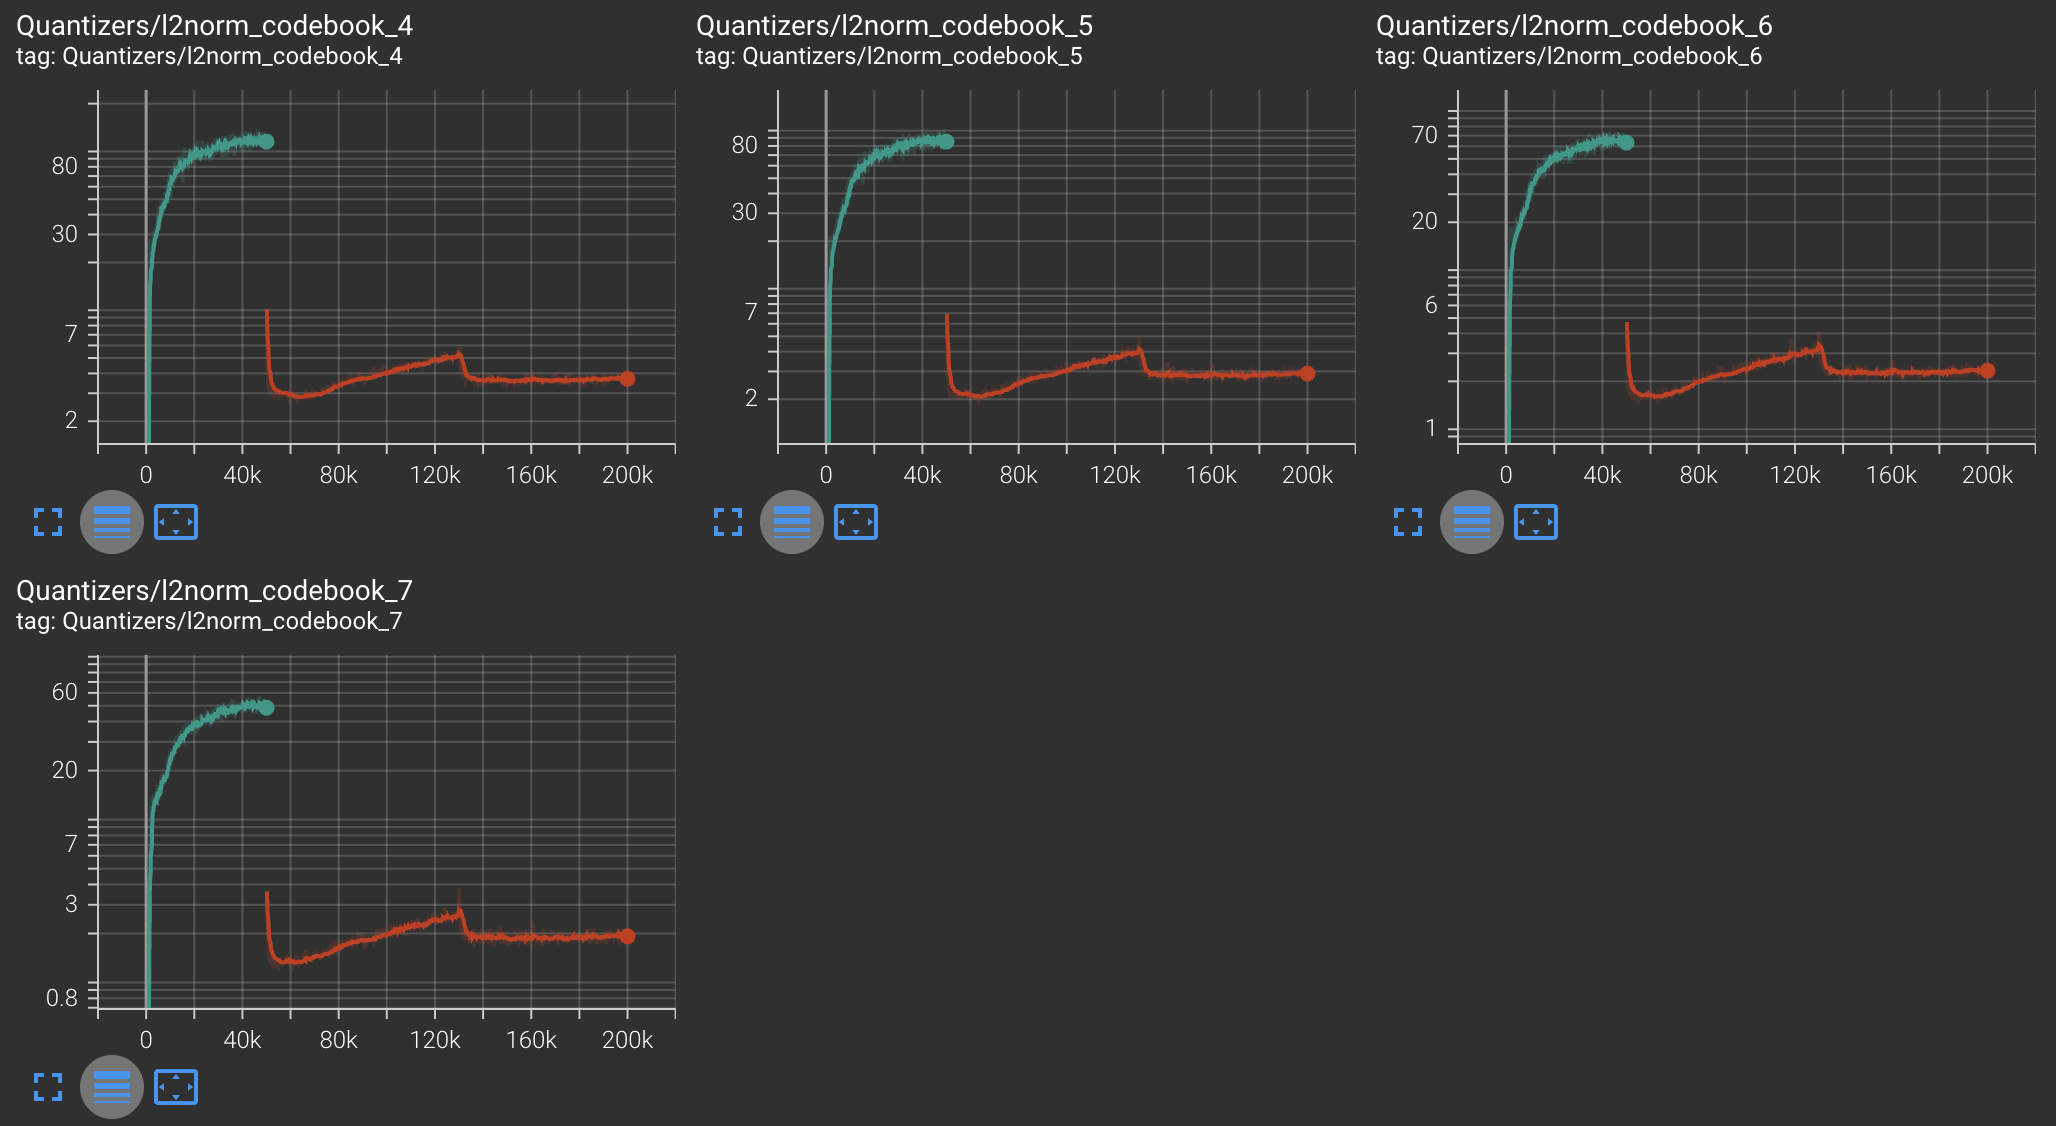 Quantizers/l2norm_codebook_4
tag: Quantizers/l2norm_codebook_4
80
30
7
2
0 40k 80k 120k 160k 200k
Quantizers/l2norm_codebook_5
tag: Quantizers/l2norm_codebook_5
80
30
7
2
0 40k 80k 120k 160k 200k
Quantizers/l2norm_codebook_6
tag: Quantizers/l2norm_codebook_6
70
20
6
1
0 40k 80k 120k 160k 200k
Quantizers/l2norm_codebook_7
tag: Quantizers/l2norm_codebook_7
60
20
7
3
0.8
0 40k 80k 120k 160k 200k